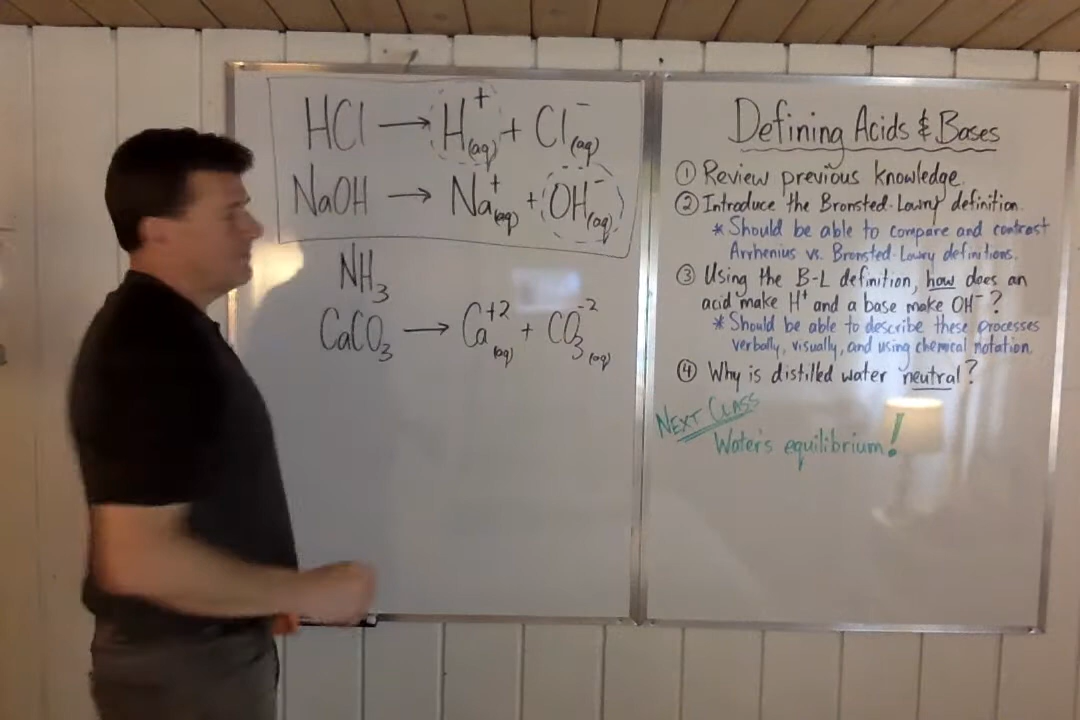 HCl → H⁺(aq) + Cl⁻(aq)
NaOH → Na⁺(aq) + OH⁻(aq)
NH₃
CaCO₃ → Ca⁺²(aq) + CO₃⁻²(aq)
Defining Acids & Bases
① Review previous knowledge.
② Introduce the Bronsted-Lowry definition.
* Should be able to compare and contrast
Arrhenius vs. Bronsted-Lowry definitions.
③ Using the B-L definition, how does an
acid make H⁺ and a base make OH⁻?
* Should be able to describe these processes
verbally, visually, and using chemical notation.
④ Why is distilled water neutral?
NEXT CLASS
Water's equilibrium!